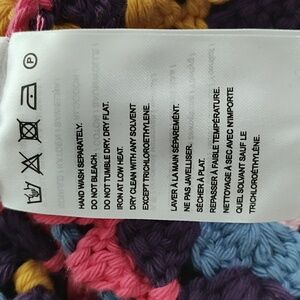 HAND WASH SEPARATELY.
DO NOT BLEACH.
DO NOT TUMBLE DRY, DRY FLAT.
IRON AT LOW HEAT.
DRY CLEAN WITH ANY SOLVENT
EXCEPT TRICHLOROETHYLENE.
LAVER À LA MAIN SÉPARÉMENT.
NE PAS JAVELLISER.
SÉCHER À PLAT.
REPASSER À FAIBLE TEMPÉRATURE.
NETTOYAGE À SEC AVEC N'IMPORTE
QUEL SOLVANT SAUF LE
TRICHLOROÉTHYLÈNE.
P